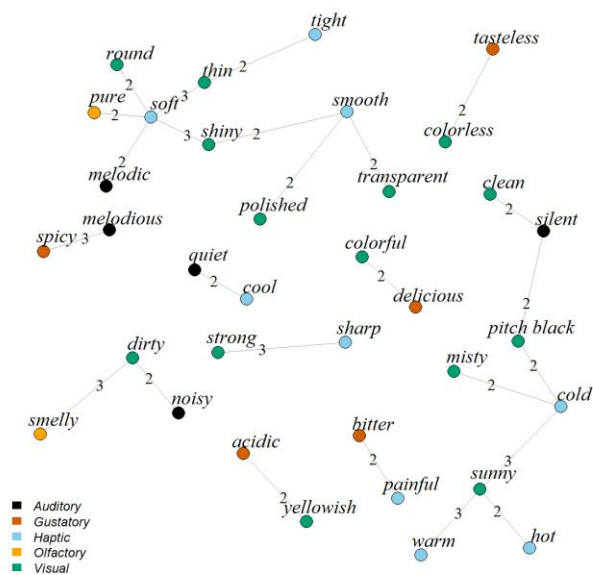 tight
round
tasteless
2
thin
2
3
pure
soft
smooth
2
2
3
shiny
2
colorless
2
2
2
melodic
transparent
clean
polished
2
melodious
silent
spicy
3
quiet
colorful
2
2
cool
delicious
2
strong
sharp
pitch black
dirty
3
misty
2
3
2
2
cold
smelly
noisy
acidic
bitter
2
3
sunny
2
painful
yellowish
3
2
warm
hot
Auditory
Gustatory
Haptic
Olfactory
Visual